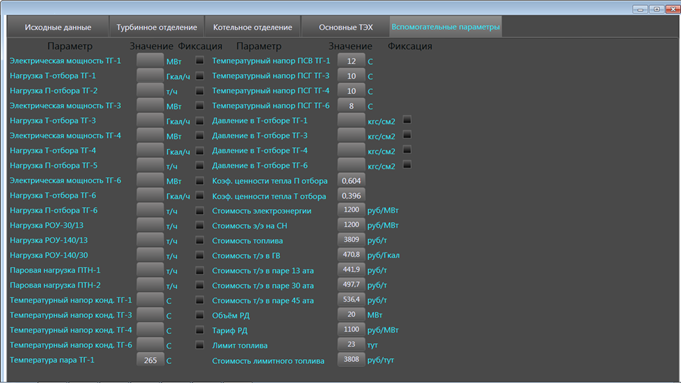 Исходные данные Турбинное отделение Котельное отделение Основные ТЭХ Вспомогательные параметры
Параметр Значение Фиксация Параметр Значение Фиксация
Электрическая мощность ТГ-1 МВт Температурный напор ПСВ ТГ-1 12 С
Нагрузка Т-отбора ТГ-1 Гкал/ч Температурный напор ПСГ ТГ-3 10 С
Нагрузка П-отбора ТГ-2 т/ч Температурный напор ПСГ ТГ-4 10 С
Электрическая мощность ТГ-3 МВт Температурный напор ПСГ ТГ-6 8 С
Нагрузка Т-отбора ТГ-3 Гкал/ч Давление в Т-отборе ТГ-1 кгс/см2
Электрическая мощность ТГ-4 МВт Давление в Т-отборе ТГ-3 кгс/см2
Нагрузка Т-отбора ТГ-4 Гкал/ч Давление в Т-отборе ТГ-4 кгс/см2
Нагрузка П-отбора ТГ-5 т/ч Давление в Т-отборе ТГ-6 кгс/см2
Электрическая мощность ТГ-6 МВт Коэф. ценности тепла П отбора 0,604
Нагрузка Т-отбора ТГ-6 Гкал/ч Коэф. ценности тепла Т отбора 0,396
Нагрузка П-отбора ТГ-6 т/ч Стоимость электроэнергии 1200 руб/МВт
Нагрузка РОУ-30/13 т/ч Стоимость э/э на СН 1200 руб/МВт
Нагрузка РОУ-140/13 т/ч Стоимость топлива 3809 руб/т
Нагрузка РОУ-140/30 т/ч Стоимость т/э в ГВ 470,8 руб/Гкал
Паровая нагрузка ПТН-1 т/ч Стоимость т/э в паре 13 ата 441,9 руб/т
Паровая нагрузка ПТН-2 т/ч Стоимость т/э в паре 30 ата 497,7 руб/т
Температурный напор конд. ТГ-1 С Стоимость т/э в паре 45 ата 536,4 руб/т
Температурный напор конд. ТГ-3 С Объём РД 20 МВт
Температурный напор конд. ТГ-4 С Тариф РД 1100 руб/МВт
Температурный напор конд. ТГ-6 С Лимит топлива 23 тут
Температура пара ТГ-1 265 С Стоимость лимитного топлива 3808 руб/тут